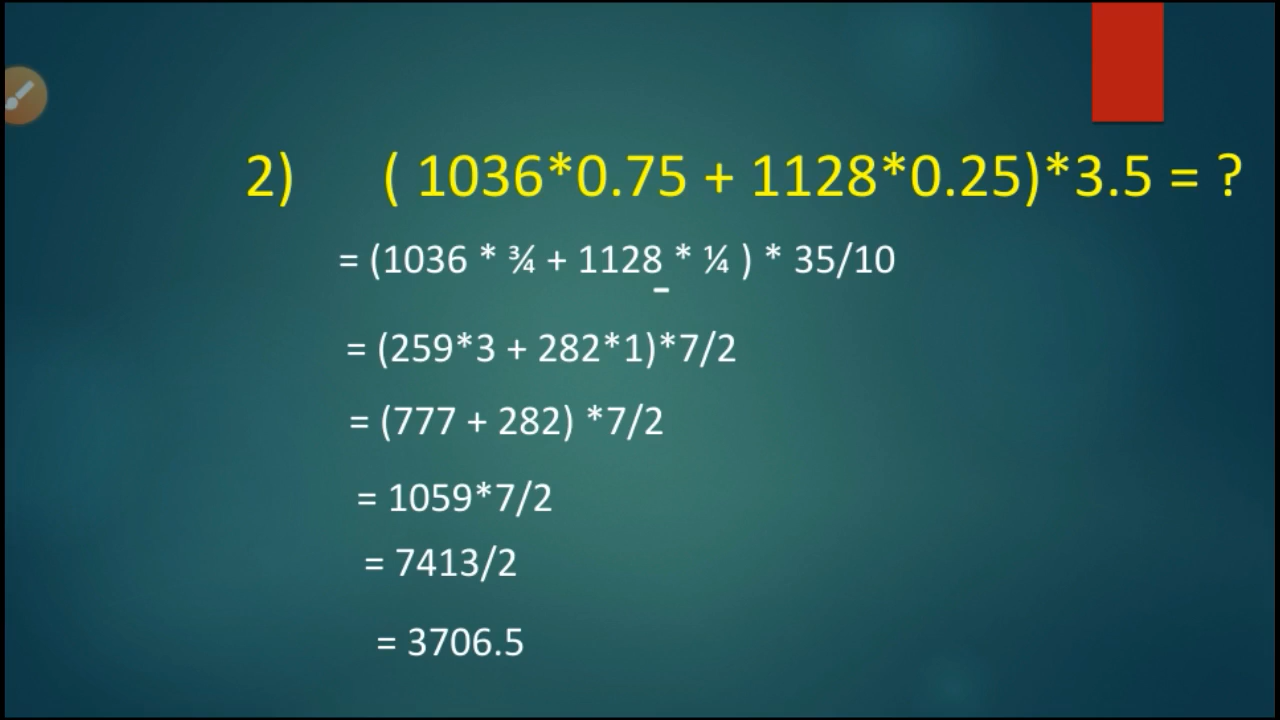 2) ( 1036*0.75 + 1128*0.25)*3.5 = ?
= (1036 * ¾ + 1128 * ¼ ) * 35/10
= (259*3 + 282*1)*7/2
= (777 + 282) *7/2
= 1059*7/2
= 7413/2
= 3706.5